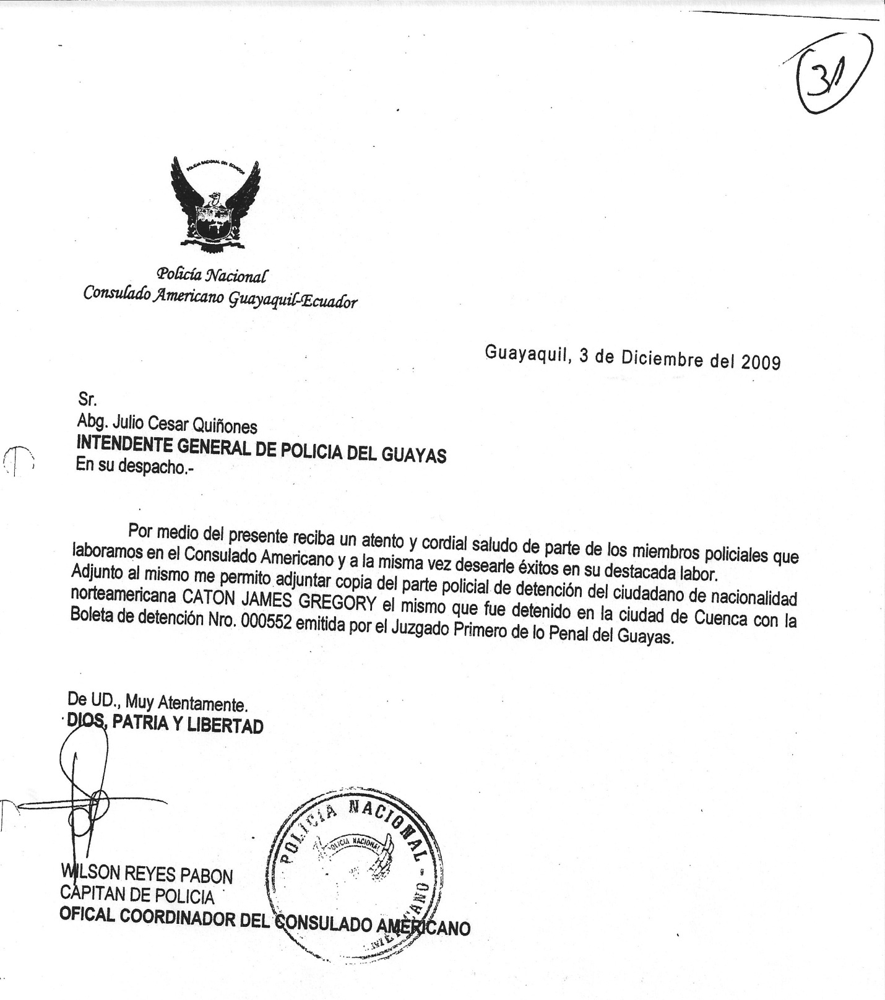 31
POLICIA NACIONAL DEL ECUADOR
Policía Nacional
Consulado Americano Guayaquil-Ecuador
Guayaquil, 3 de Diciembre del 2009
Sr.
Abg. Julio Cesar Quiñones
INTENDENTE GENERAL DE POLICIA DEL GUAYAS
En su despacho.-
Por medio del presente reciba un atento y cordial saludo de parte de los miembros policiales que
laboramos en el Consulado Americano y a la misma vez desearle éxitos en su destacada labor.
Adjunto al mismo me permito adjuntar copia del parte policial de detención del ciudadano de nacionalidad
norteamericana CATON JAMES GREGORY el mismo que fue detenido en la ciudad de Cuenca con la
Boleta de detención Nro. 000552 emitida por el Juzgado Primero de lo Penal del Guayas.
De UD., Muy Atentamente.
DIOS, PATRIA Y LIBERTAD
POLICÍA NACIONAL -
POLICIA NACIONAL
WILSON REYES PABON
CAPITAN DE POLICIA
OFICAL COORDINADOR DEL CONSULADO AMERICANO